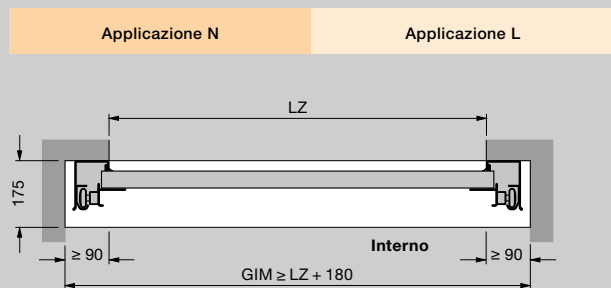 Applicazione N
Applicazione L
LZ
175
Interno
≥ 90
≥ 90
GIM ≥ LZ + 180